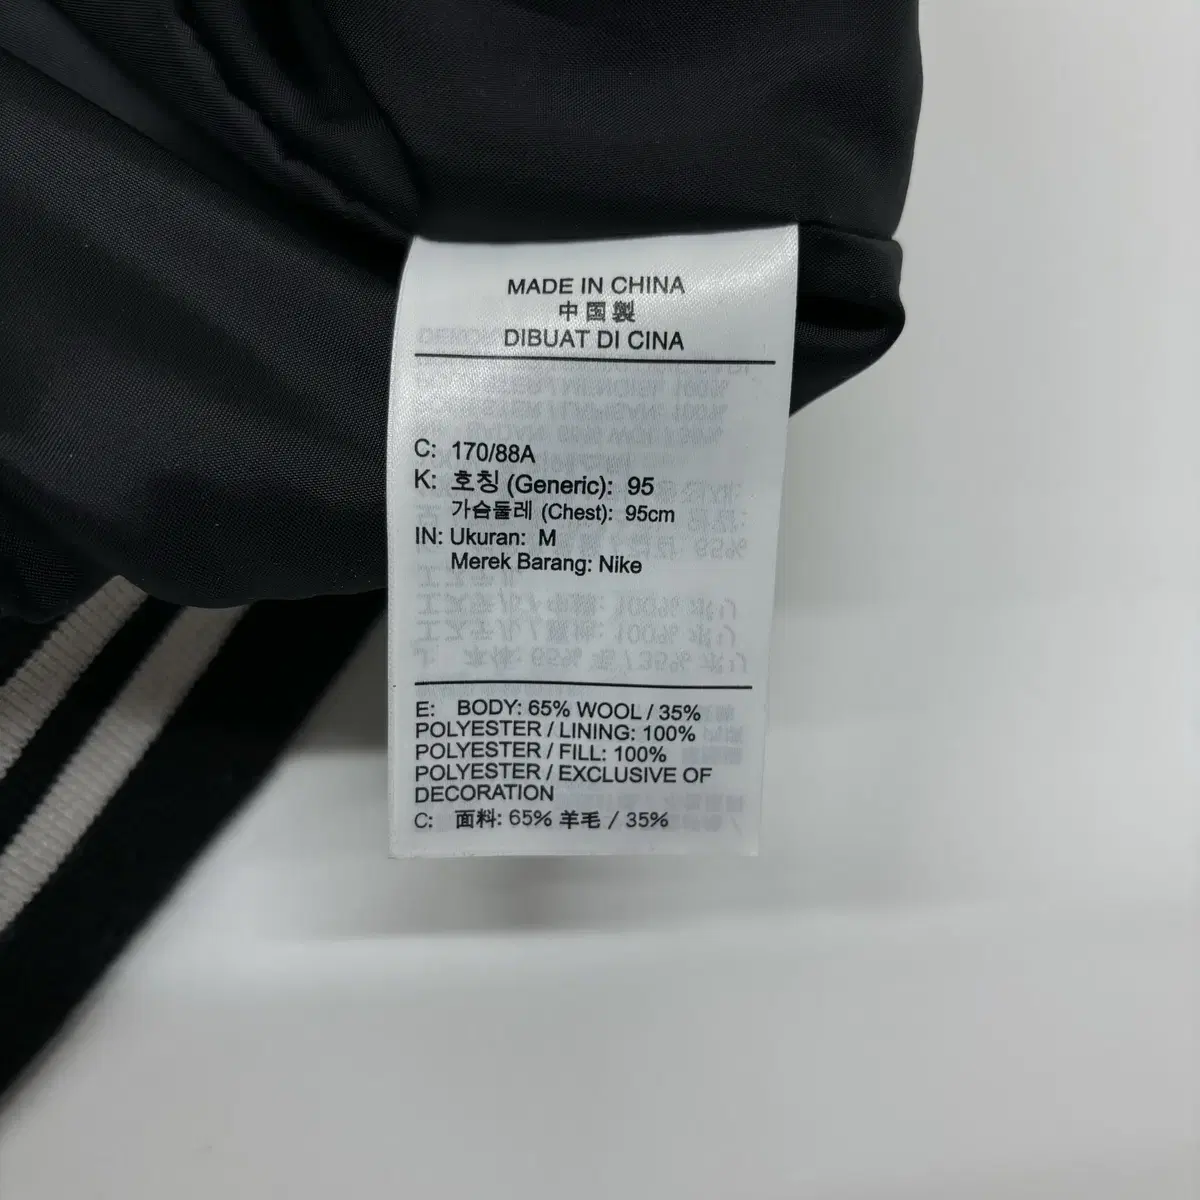 MADE IN CHINA
中国製
DIBUAT DI CINA
C: 170/88A
K: 호칭 (Generic): 95
가슴둘레 (Chest): 95cm
IN: Ukuran: M
Merek Barang: Nike
E: BODY: 65% WOOL / 35%
POLYESTER / LINING: 100%
POLYESTER / FILL: 100%
POLYESTER / EXCLUSIVE OF
DECORATION
C: 面料: 65% 羊毛 / 35%